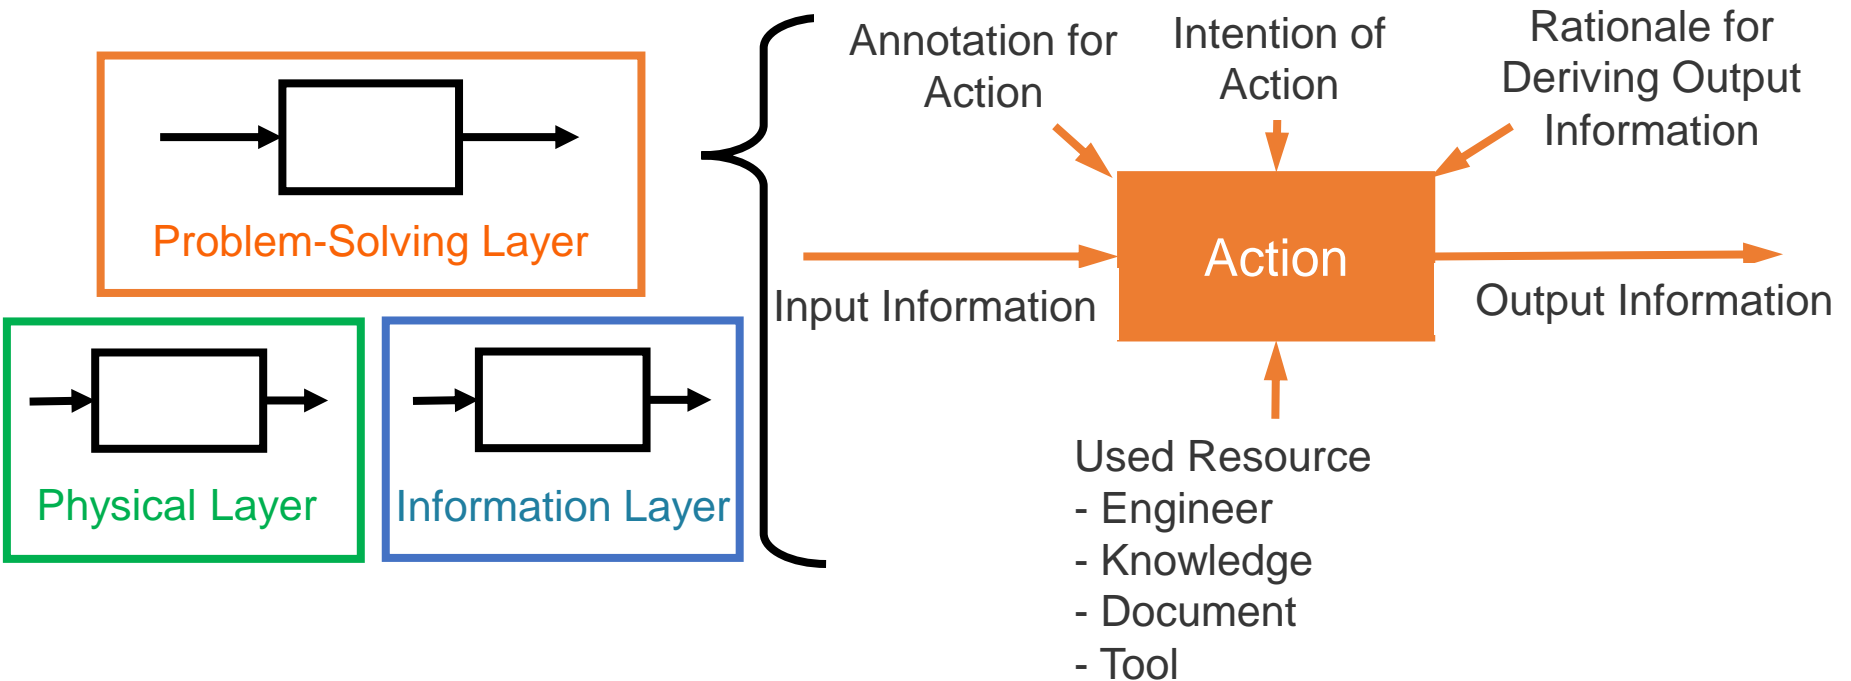 Problem-Solving Layer
Physical Layer
Information Layer
Annotation for
Action
Intention of
Action
Rationale for
Deriving Output
Information
Action
Input Information
Output Information
Used Resource
- Engineer
- Knowledge
- Document
- Tool